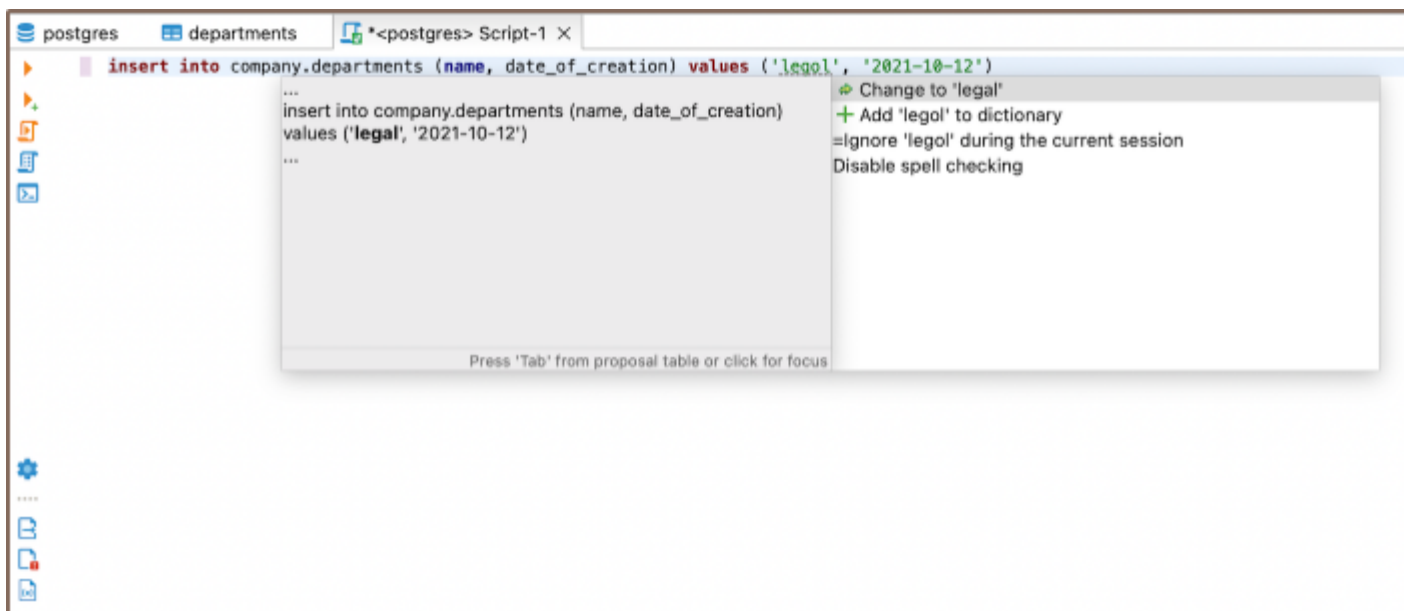 postgres departments *<postgres> Script-1
insert into company.departments (name, date_of_creation) values ('legol', '2021-10-12')
...
insert into company.departments (name, date_of_creation)
values ('legal', '2021-10-12')
...
Press 'Tab' from proposal table or click for focus
Change to 'legal'
Add 'legol' to dictionary
=Ignore 'legol' during the current session
Disable spell checking